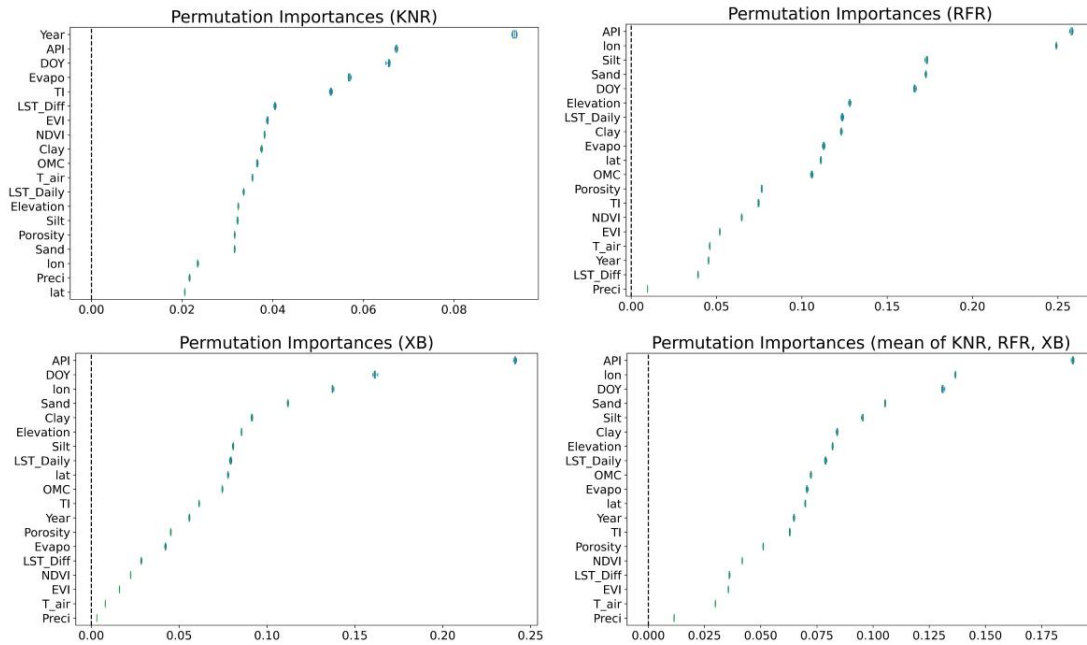 Permutation Importances (KNR)
Year
API
DOY
Evapo
TI
LST_Diff
EVI
NDVI
Clay
OMC
T_air
LST_Daily
Elevation
Silt
Porosity
Sand
lon
Preci
lat
0.00 0.02 0.04 0.06 0.08
Permutation Importances (RFR)
API
lon
Silt
Sand
DOY
Elevation
LST_Daily
Clay
Evapo
lat
OMC
Porosity
TI
NDVI
EVI
T_air
Year
LST_Diff
Preci
0.00 0.05 0.10 0.15 0.20 0.25
Permutation Importances (XB)
API
DOY
lon
Sand
Clay
Elevation
Silt
LST_Daily
lat
OMC
TI
Year
Porosity
Evapo
LST_Diff
NDVI
EVI
T_air
Preci
0.00 0.05 0.10 0.15 0.20 0.25
Permutation Importances (mean of KNR, RFR, XB)
API
lon
DOY
Sand
Silt
Clay
Elevation
LST_Daily
OMC
Evapo
lat
Year
TI
Porosity
NDVI
LST_Diff
EVI
T_air
Preci
0.000 0.025 0.050 0.075 0.100 0.125 0.150 0.175